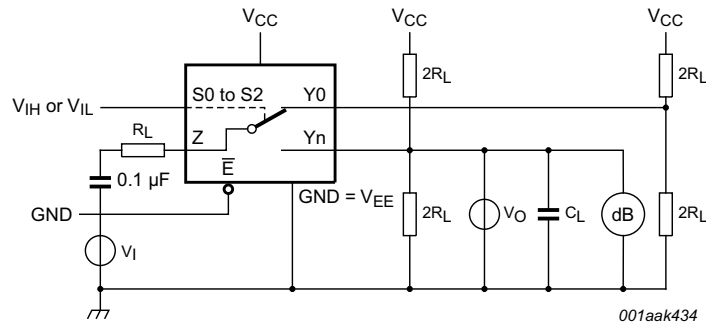 VCC VCC VCC
2RL 2RL
S0 to S2 Y0
VIH or VIL
RL Z Yn
E̅
0.1 µF
GND = VEE
GND
2RL VO CL dB 2RL
VI
001aak434